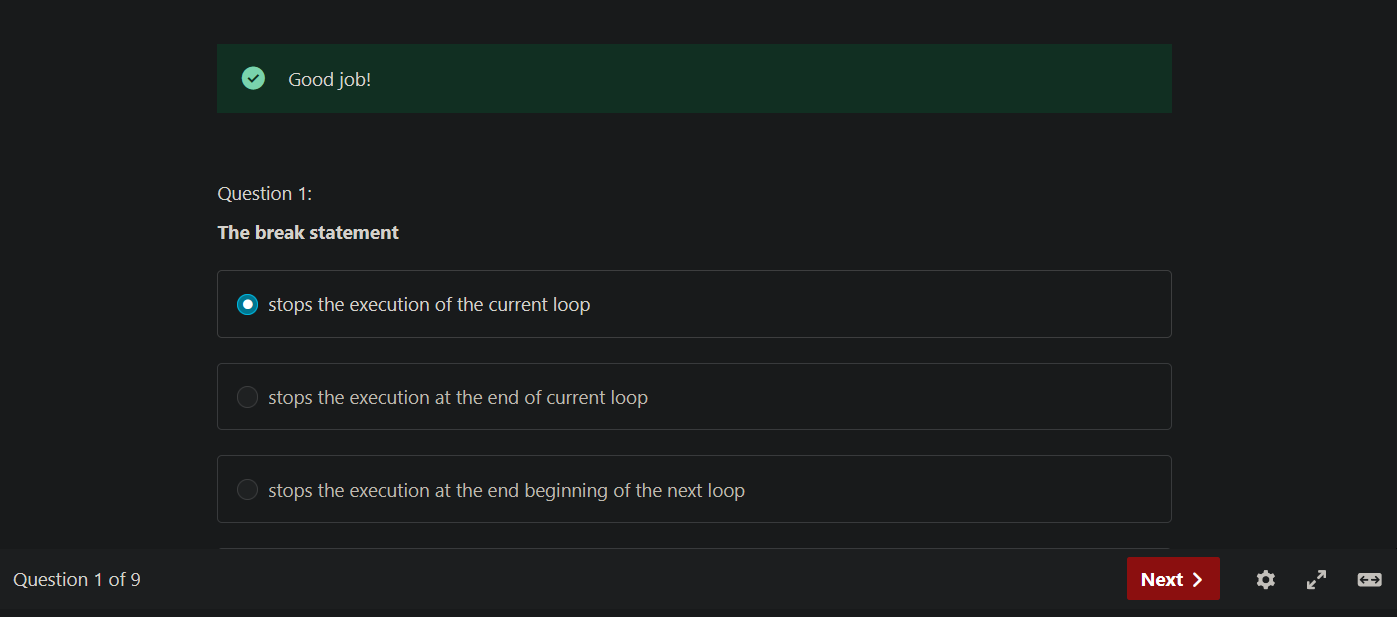 Good job!
Question 1:
The break statement
stops the execution of the current loop
stops the execution at the end of current loop
stops the execution at the end beginning of the next loop
Question 1 of 9
Next